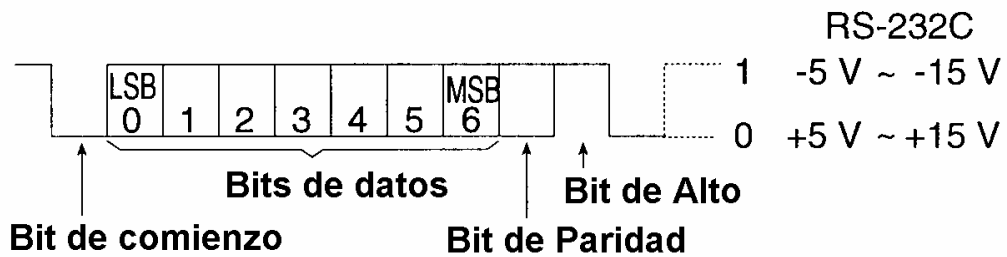 RS-232C
LSB MSB 1 -5 V ~ -15 V
0 1 2 3 4 5 6 0 +5 V ~ +15 V
Bits de datos Bit de Alto
Bit de comienzo Bit de Paridad